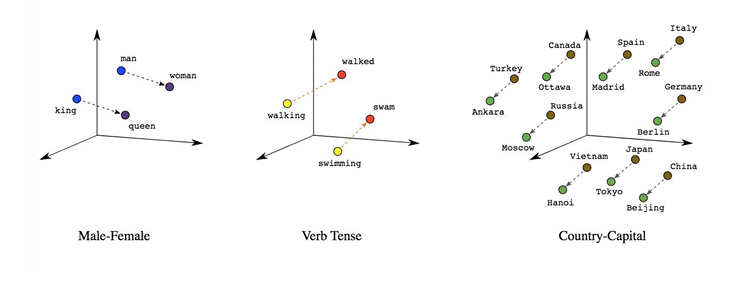 man
woman
king
queen
Male-Female
walked
walking
swam
swimming
Verb Tense
Italy
Spain
Canada
Rome
Turkey
Ottawa
Madrid
Germany
Ankara
Russia
Berlin
Moscow
Japan
Vietnam
China
Tokyo
Hanoi
Beijing
Country-Capital